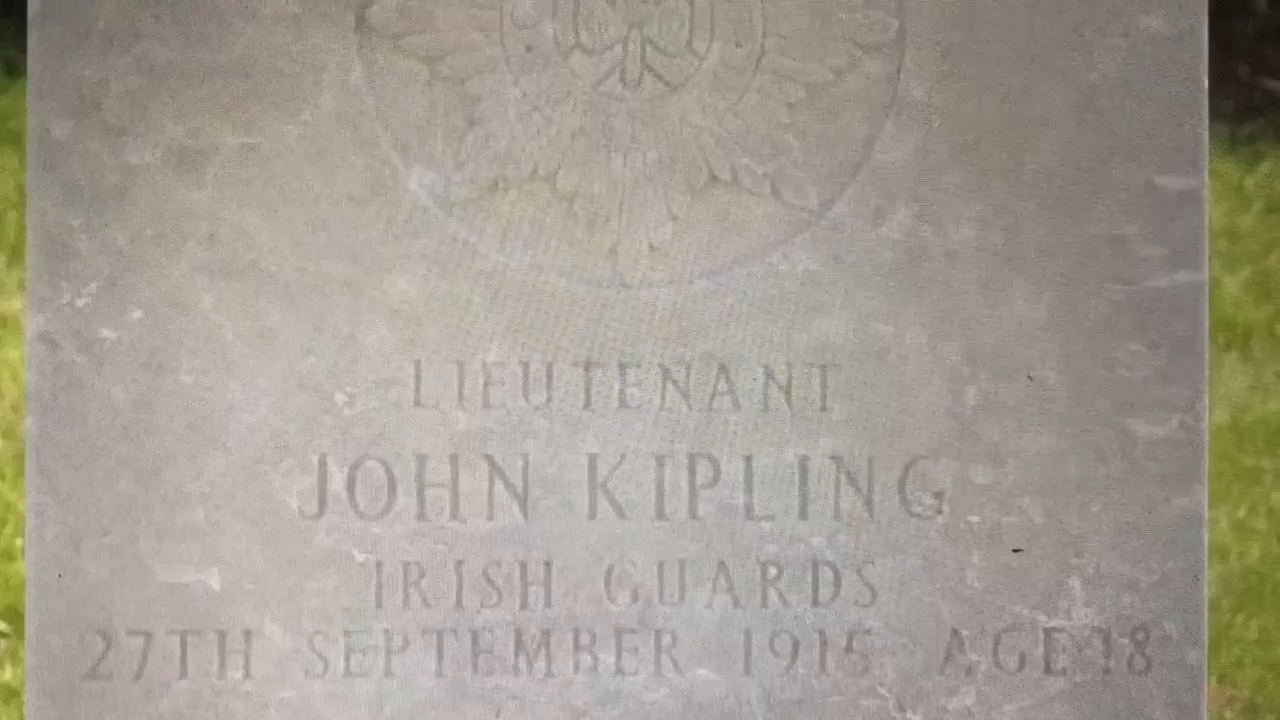 LIEUTENANT
JOHN KIPLING
IRISH GUARDS
27TH SEPTEMBER 1915 AGE 18